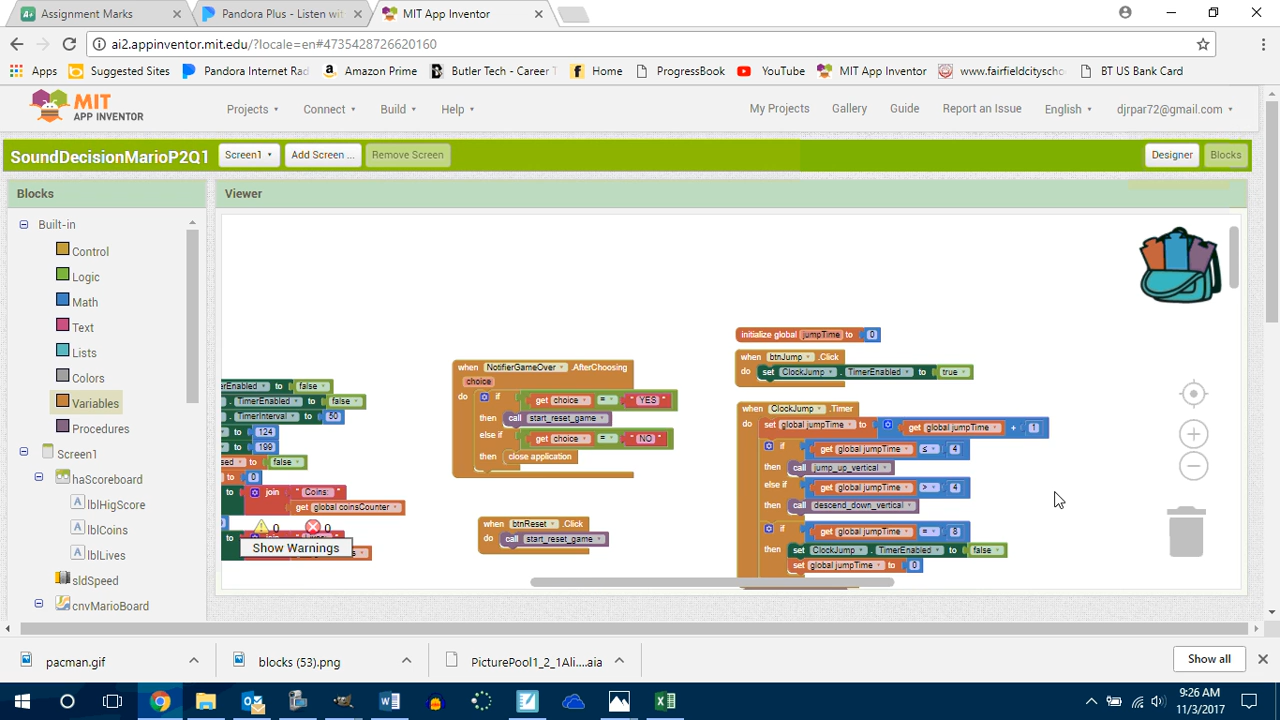 Assignment Marks
Pandora Plus - Listen wit
MIT App Inventor
ai2.appinventor.mit.edu/?locale=en#4735428726620160
Apps
Suggested Sites
Pandora Internet Rad
Amazon Prime
Butler Tech - Career T
Home
ProgressBook
YouTube
MIT App Inventor
www.fairfieldcityscho
BT US Bank Card
MIT
APP INVENTOR
Projects
Connect
Build
Help
My Projects
Gallery
Guide
Report an Issue
English
djrpar72@gmail.com
SoundDecisionMarioP2Q1
Screen1
Add Screen ...
Remove Screen
Designer
Blocks
Blocks
Viewer
Built-in
Control
Logic
Math
Text
Lists
Colors
Variables
Procedures
Screen1
haScoreboard
lblHighScore
lblCoins
lblLives
sldSpeed
cnvMarioBoard
erEnabled to false
TimerEnabled to false
. TimerInterval to 50
to 124
to 199
sed to false
to 0
to join " Coins: "
get global coinsCounter
to join
0 0
Show Warnings
when NotifierGameOver .AfterChoosing
choice
do if get choice = " YES "
then call start_reset_game
else if get choice = " NO "
then close application
when btnReset .Click
do call start_reset_game
initialize global jumpTime to 0
when btnJump .Click
do set ClockJump . TimerEnabled to true
when ClockJump .Timer
do set global jumpTime to get global jumpTime + 1
if get global jumpTime ≤ 4
then call jump_up_vertical
else if get global jumpTime > 4
then call descend_down_vertical
if get global jumpTime = 8
then set ClockJump . TimerEnabled to false
set global jumpTime to 0
pacman.gif
blocks (53).png
PicturePool1_2_1Ali....aia
Show all
9:26 AM
11/3/2017